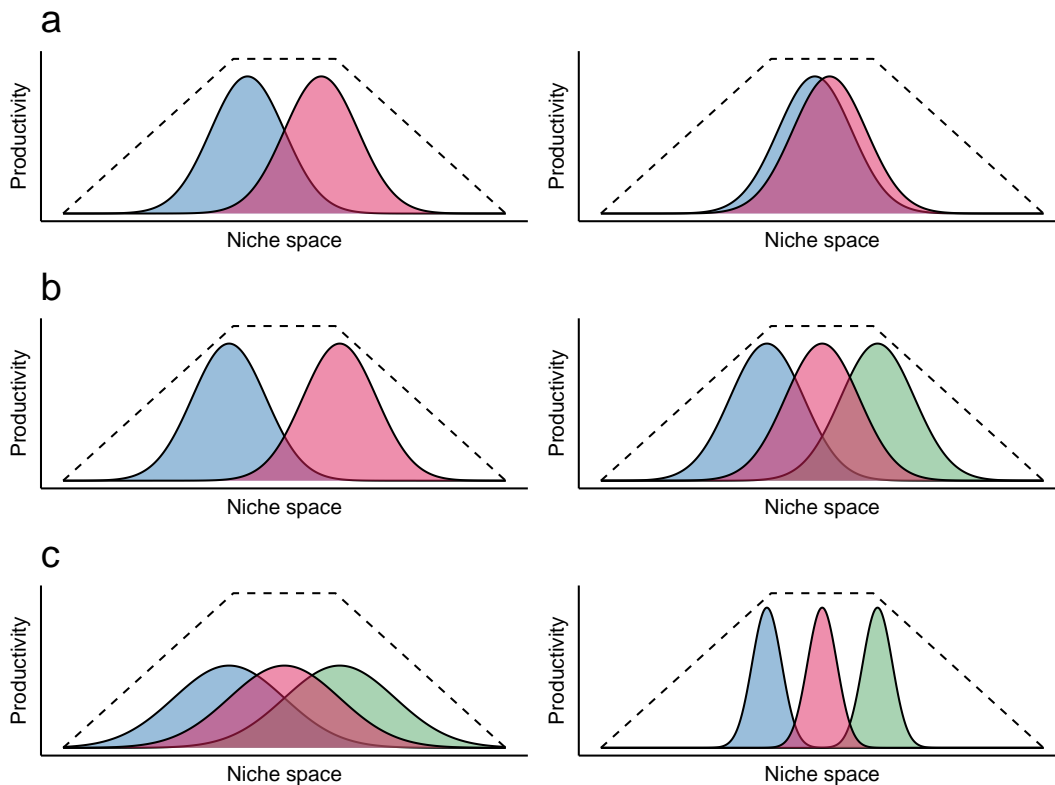 a
Productivity
Niche space
Productivity
Niche space
b
Productivity
Niche space
Productivity
Niche space
c
Productivity
Niche space
Productivity
Niche space